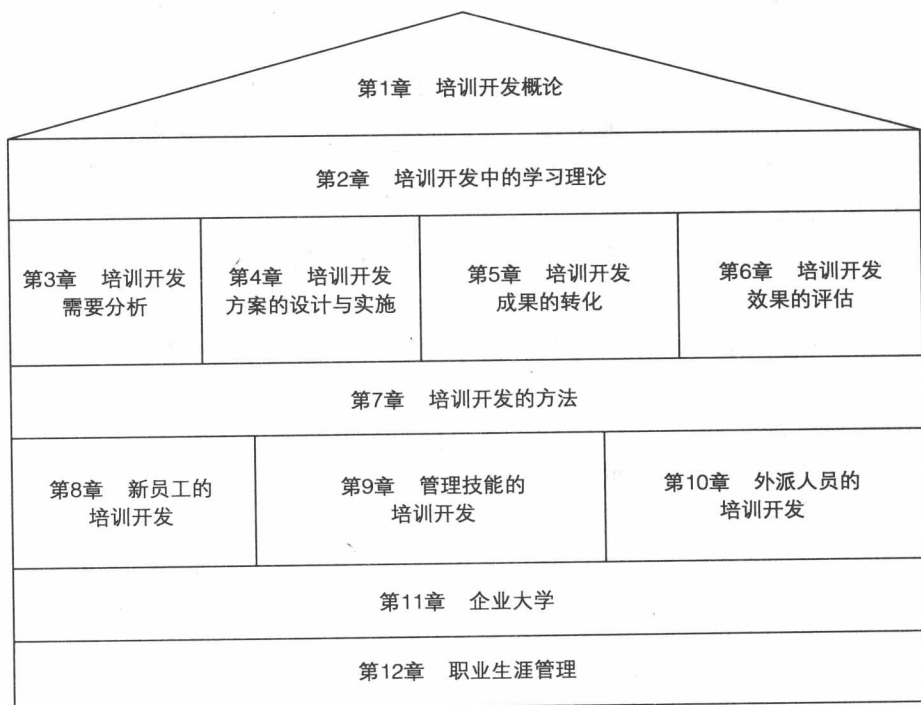 第1章 培训开发概论
第2章 培训开发中的学习理论
第3章 培训开发
需要分析
第4章 培训开发
方案的设计与实施
第5章 培训开发
成果的转化
第6章 培训开发
效果的评估
第7章 培训开发的方法
第8章 新员工的
培训开发
第9章 管理技能的
培训开发
第10章 外派人员的
培训开发
第11章 企业大学
第12章 职业生涯管理